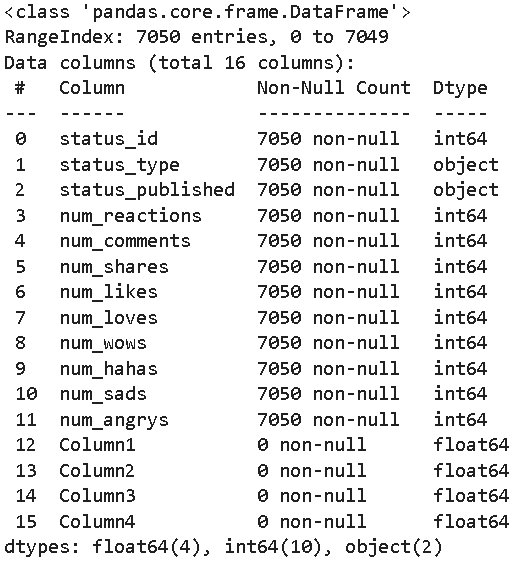 <class 'pandas.core.frame.DataFrame'>
RangeIndex: 7050 entries, 0 to 7049
Data columns (total 16 columns):
 #   Column            Non-Null Count  Dtype
---  ------            --------------  -----
 0   status_id         7050 non-null   int64
 1   status_type       7050 non-null   object
 2   status_published  7050 non-null   object
 3   num_reactions     7050 non-null   int64
 4   num_comments      7050 non-null   int64
 5   num_shares        7050 non-null   int64
 6   num_likes         7050 non-null   int64
 7   num_loves         7050 non-null   int64
 8   num_wows          7050 non-null   int64
 9   num_hahas         7050 non-null   int64
 10  num_sads          7050 non-null   int64
 11  num_angrys        7050 non-null   int64
 12  Column1           0 non-null      float64
 13  Column2           0 non-null      float64
 14  Column3           0 non-null      float64
 15  Column4           0 non-null      float64
dtypes: float64(4), int64(10), object(2)